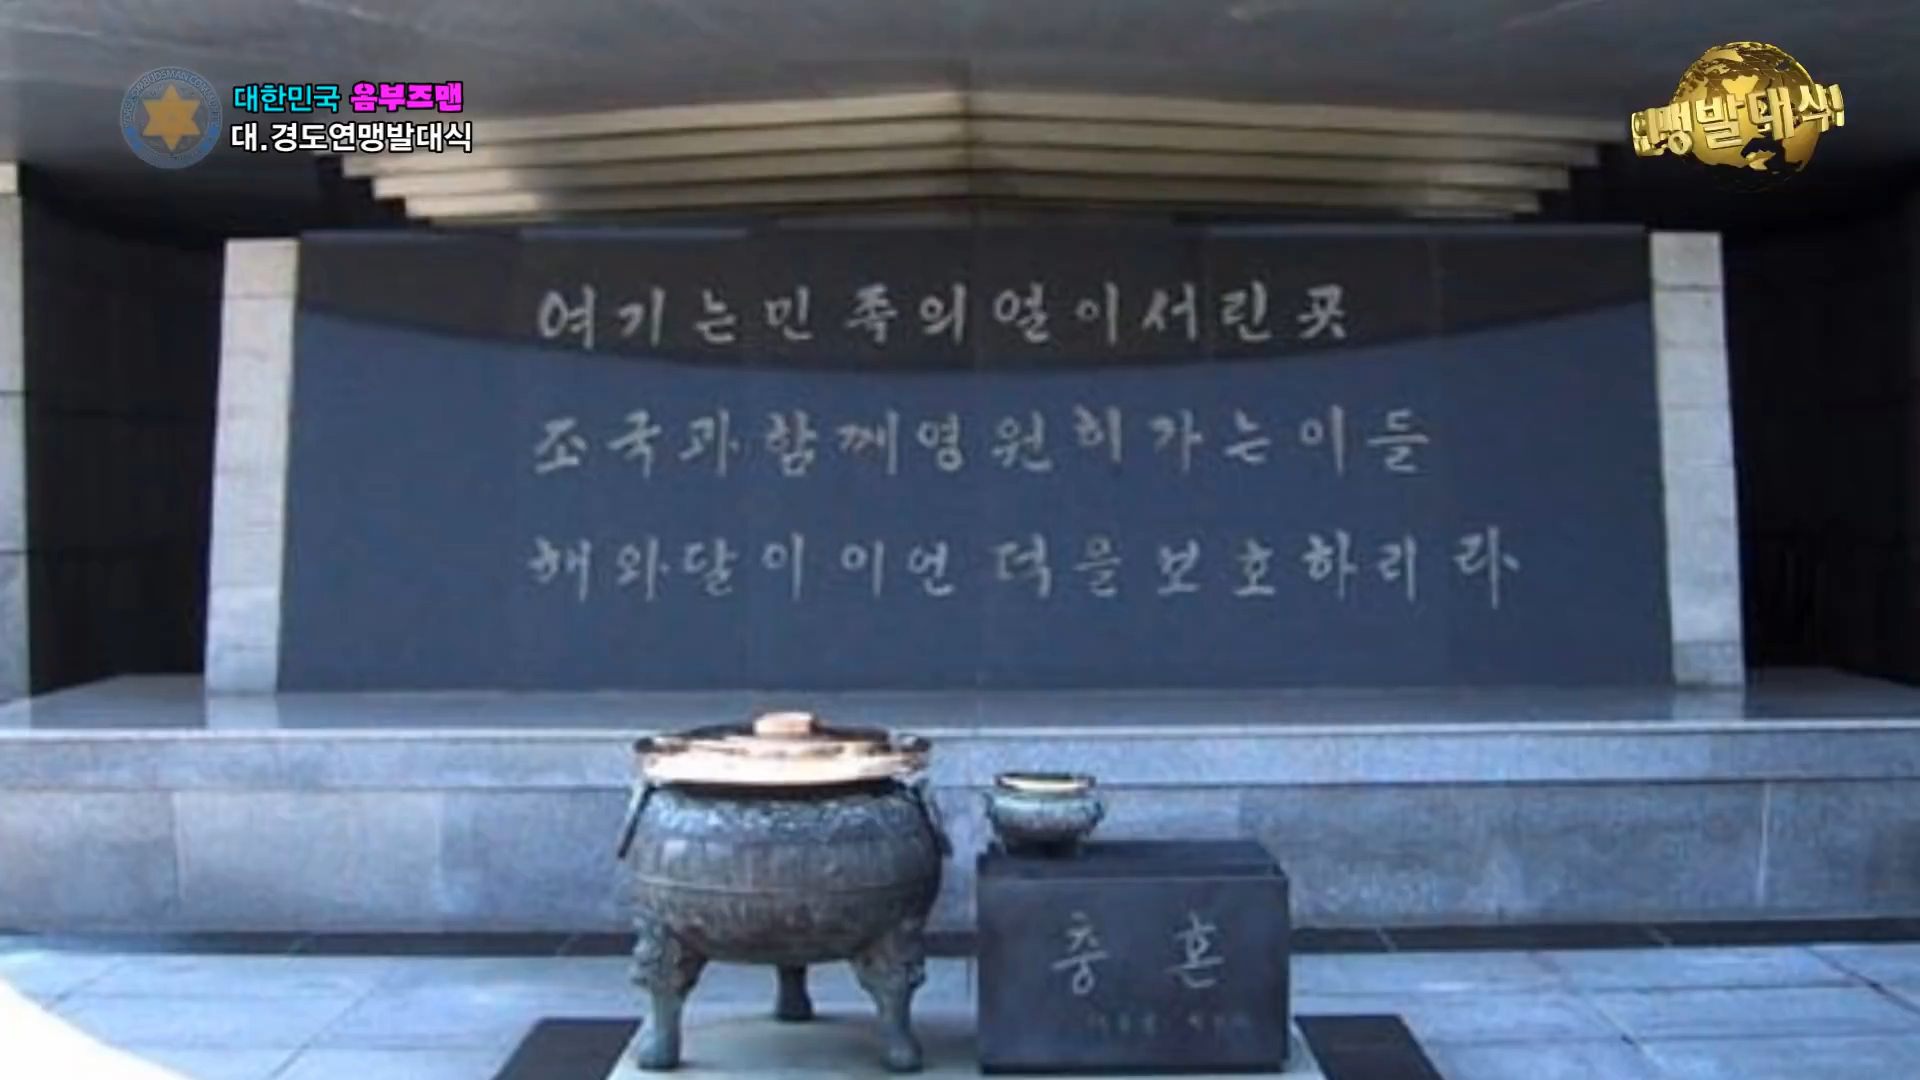 대한민국 옴부즈맨
대.경도연맹발대식
연맹발대식
여기는 민족의 얼이 서린 곳
조국과 함께 영원히 가는 이들
해와 달이 이 언덕을 보호하리라
충혼